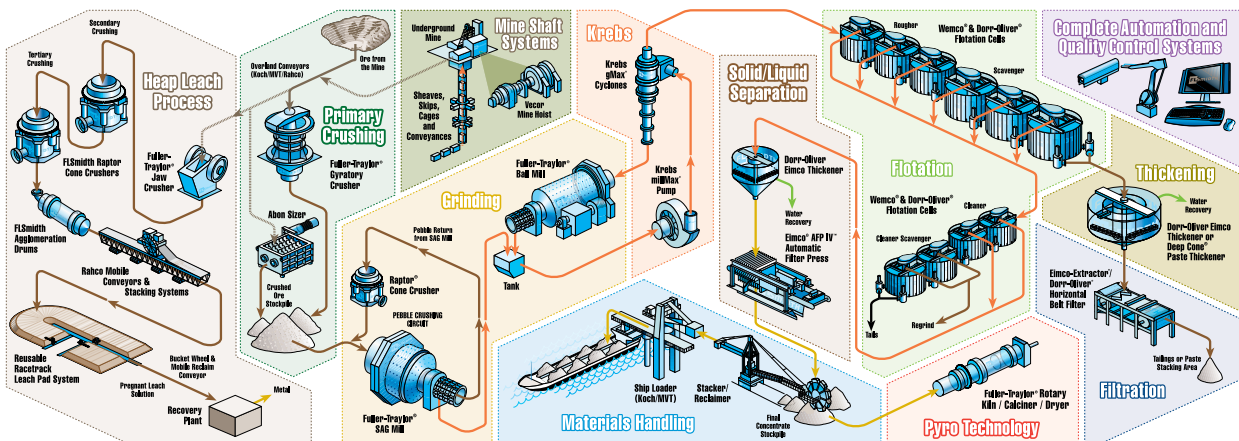 Secondary
Crushing
Tertiary
Crushing
Heap Leach
Process
FLSmidth Raptor®
Cone Crushers
Fuller-
Traylor®
Jaw
Crusher
FLSmidth
Agglomeration
Drums
Rahco Mobile
Conveyors &
Stacking Systems
Reusable
Racetrack
Leach Pad System
Bucket Wheel &
Mobile Reclaim
Conveyor
Pregnant Leach
Solution
Metal
Recovery
Plant
Overland Conveyors
(Koch/MVT/Rahco)
Ore from
the Mine
Primary
Crushing
Fuller-Traylor®
Gyratory
Crusher
Abon Sizer
Crushed
Ore
Stockpile
Mine Shaft
Systems
Underground
Mine
Sheaves,
Skips,
Cages
and
Conveyances
Vecor
Mine Hoist
Grinding
Fuller-Traylor®
Ball Mill
Pebble Return
from SAG Mill
Raptor®
Cone Crusher
PEBBLE CRUSHING
CIRCUIT
Tank
Fuller-Traylor®
SAG Mill
Krebs
Krebs
gMax®
Cyclones
Krebs
millMax™
Pump
Solid/Liquid
Separation
Dorr-Oliver
Eimco Thickener
Water
Recovery
Eimco® AFP IV™
Automatic
Filter Press
Rougher
Wemco® & Dorr-Oliver®
Flotation Cells
Scavenger
Flotation
Wemco® & Dorr-Oliver®
Flotation Cells
Cleaner
Cleaner Scavenger
Tails
Regrind
Complete Automation and
Quality Control Systems
Thickening
Water
Recovery
Dorr-Oliver Eimco
Thickener or
Deep Cone®
Paste Thickener
Eimco-Extractor®/
Dorr-Oliver®
Horizontal
Belt Filter
Tailings or Paste
Stacking Area
Filtration
Materials Handling
Ship Loader
(Koch/MVT)
Stacker/
Reclaimer
Final
Concentrate
Stockpile
Fuller-Traylor® Rotary
Kiln / Calciner / Dryer
Pyro Technology